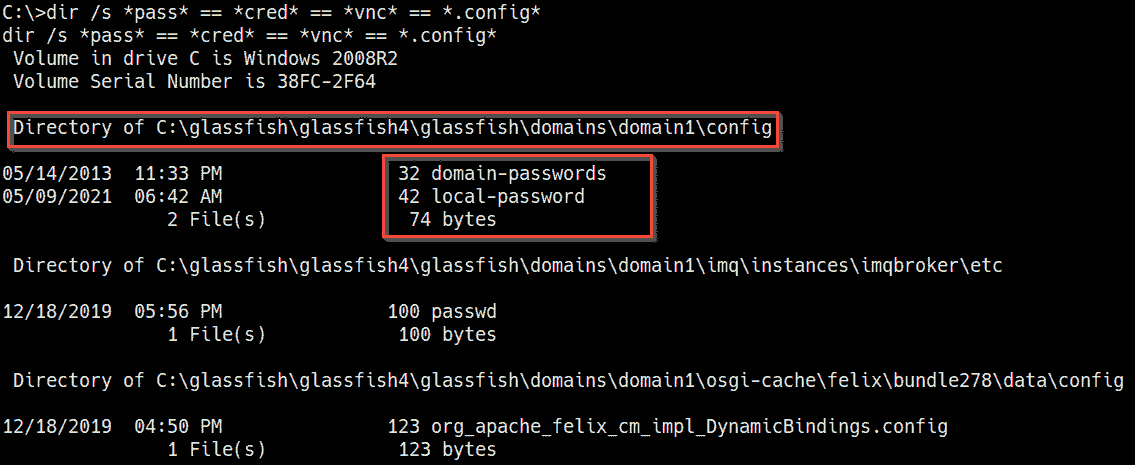 C:\>dir /s *pass* == *cred* == *vnc* == *.config*
dir /s *pass* == *cred* == *vnc* == *.config*
Volume in drive C is Windows 2008R2
Volume Serial Number is 38FC-2F64
Directory of C:\glassfish\glassfish4\glassfish\domains\domain1\config
05/14/2013 11:33 PM 32 domain-passwords
05/09/2021 06:42 AM 42 local-password
2 File(s) 74 bytes
Directory of C:\glassfish\glassfish4\glassfish\domains\domain1\imq\instances\imqbroker\etc
12/18/2019 05:56 PM 100 passwd
1 File(s) 100 bytes
Directory of C:\glassfish\glassfish4\glassfish\domains\domain1\osgi-cache\felix\bundle278\data\config
12/18/2019 04:50 PM 123 org_apache_felix_cm_impl_DynamicBindings.config
1 File(s) 123 bytes